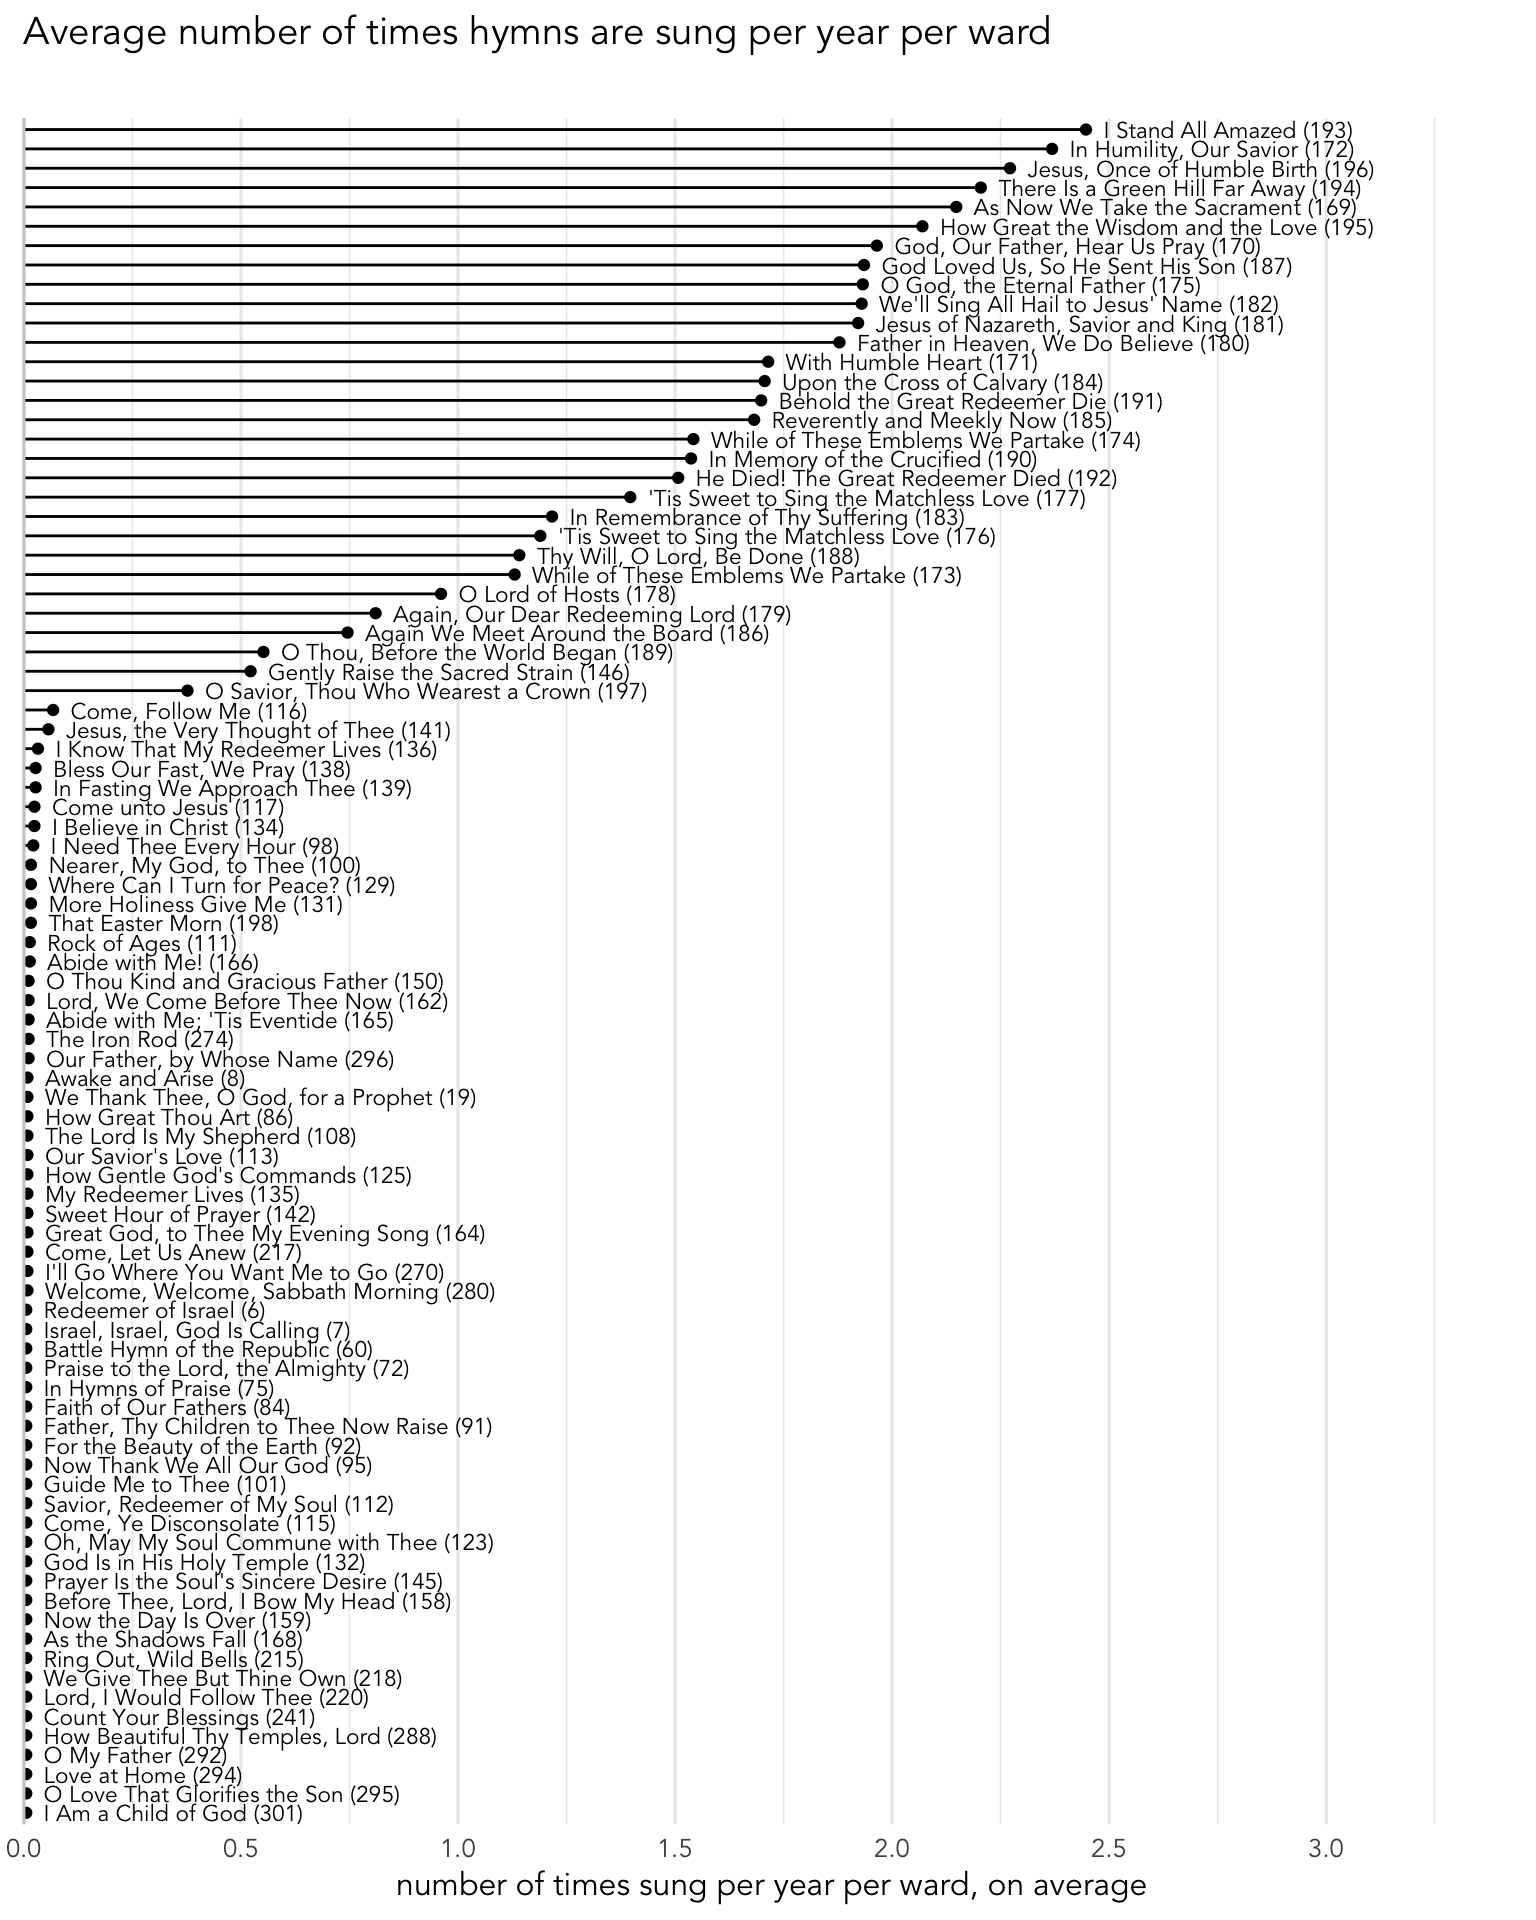 Average number of times hymns are sung per year per ward
I Stand All Amazed (193)
In Humility, Our Savior (172)
Jesus, Once of Humble Birth (196)
There Is a Green Hill Far Away (194)
As Now We Take the Sacrament (169)
How Great the Wisdom and the Love (195)
God, Our Father, Hear Us Pray (170)
God Loved Us, So He Sent His Son (187)
O God, the Eternal Father (175)
We'll Sing All Hail to Jesus' Name (182)
Jesus of Nazareth, Savior and King (181)
Father in Heaven, We Do Believe (180)
With Humble Heart (171)
Upon the Cross of Calvary (184)
Behold the Great Redeemer Die (191)
Reverently and Meekly Now (185)
While of These Emblems We Partake (174)
In Memory of the Crucified (190)
He Died! The Great Redeemer Died (192)
'Tis Sweet to Sing the Matchless Love (177)
In Remembrance of Thy Suffering (183)
'Tis Sweet to Sing the Matchless Love (176)
Thy Will, O Lord, Be Done (188)
While of These Emblems We Partake (173)
O Lord of Hosts (178)
Again, Our Dear Redeeming Lord (179)
Again We Meet Around the Board (186)
O Thou, Before the World Began (189)
Gently Raise the Sacred Strain (146)
O Savior, Thou Who Wearest a Crown (197)
Come, Follow Me (116)
Jesus, the Very Thought of Thee (141)
I Know That My Redeemer Lives (136)
Bless Our Fast, We Pray (138)
In Fasting We Approach Thee (139)
Come unto Jesus (117)
I Believe in Christ (134)
I Need Thee Every Hour (98)
Nearer, My God, to Thee (100)
Where Can I Turn for Peace? (129)
More Holiness Give Me (131)
That Easter Morn (198)
Rock of Ages (111)
Abide with Me! (166)
O Thou Kind and Gracious Father (150)
Lord, We Come Before Thee Now (162)
Abide with Me; 'Tis Eventide (165)
The Iron Rod (274)
Our Father, by Whose Name (296)
Awake and Arise (8)
We Thank Thee, O God, for a Prophet (19)
How Great Thou Art (86)
The Lord Is My Shepherd (108)
Our Savior's Love (113)
How Gentle God's Commands (125)
My Redeemer Lives (135)
Sweet Hour of Prayer (142)
Great God, to Thee My Evening Song (164)
Come, Let Us Anew (217)
I'll Go Where You Want Me to Go (270)
Welcome, Welcome, Sabbath Morning (280)
Redeemer of Israel (6)
Israel, Israel, God Is Calling (7)
Battle Hymn of the Republic (60)
Praise to the Lord, the Almighty (72)
In Hymns of Praise (75)
Faith of Our Fathers (84)
Father, Thy Children to Thee Now Raise (91)
For the Beauty of the Earth (92)
Now Thank We All Our God (95)
Guide Me to Thee (101)
Savior, Redeemer of My Soul (112)
Come, Ye Disconsolate (115)
Oh, May My Soul Commune with Thee (123)
God Is in His Holy Temple (132)
Prayer Is the Soul's Sincere Desire (145)
Before Thee, Lord, I Bow My Head (158)
Now the Day Is Over (159)
As the Shadows Fall (168)
Ring Out, Wild Bells (215)
We Give Thee But Thine Own (218)
Lord, I Would Follow Thee (220)
Count Your Blessings (241)
How Beautiful Thy Temples, Lord (288)
O My Father (292)
Love at Home (294)
O Love That Glorifies the Son (295)
I Am a Child of God (301)
0.0 0.5 1.0 1.5 2.0 2.5 3.0
number of times sung per year per ward, on average